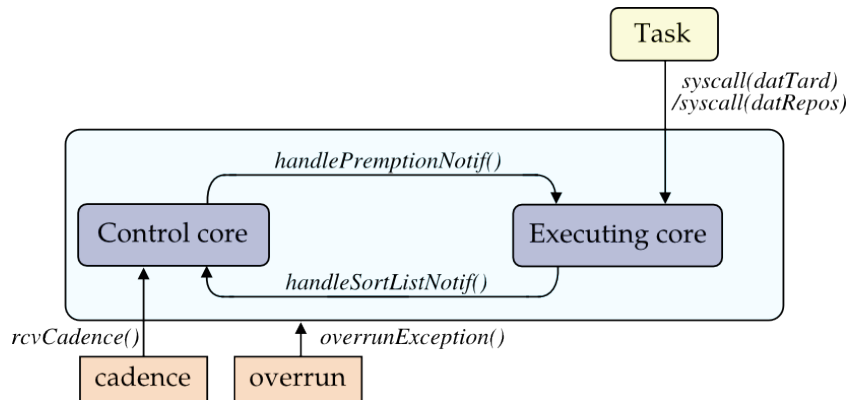 Task
syscall(datTard)
/syscall(datRepos)
handlePremptionNotif()
Control core
Executing core
handleSortListNotif()
rcvCadence()
overrunException()
cadence
overrun